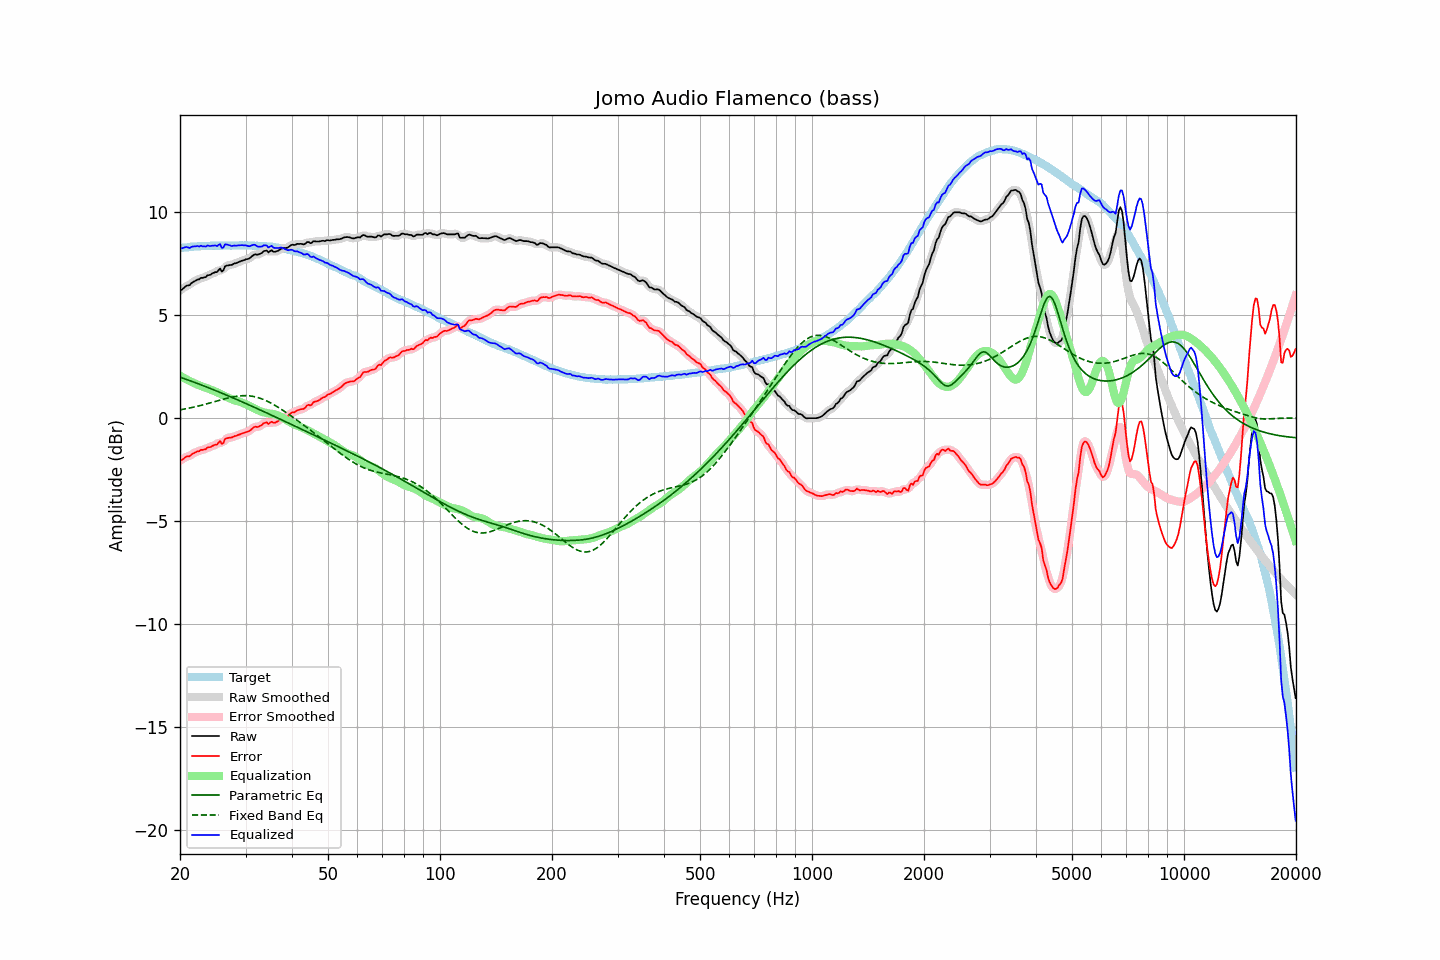 Jomo Audio Flamenco (bass)
Amplitude (dBr)
10
5
0
−5
−10
−15
−20
Target
Raw Smoothed
Error Smoothed
Raw
Error
Equalization
Parametric Eq
Fixed Band Eq
Equalized
20 50 100 200 500 1000 2000 5000 10000 20000
Frequency (Hz)